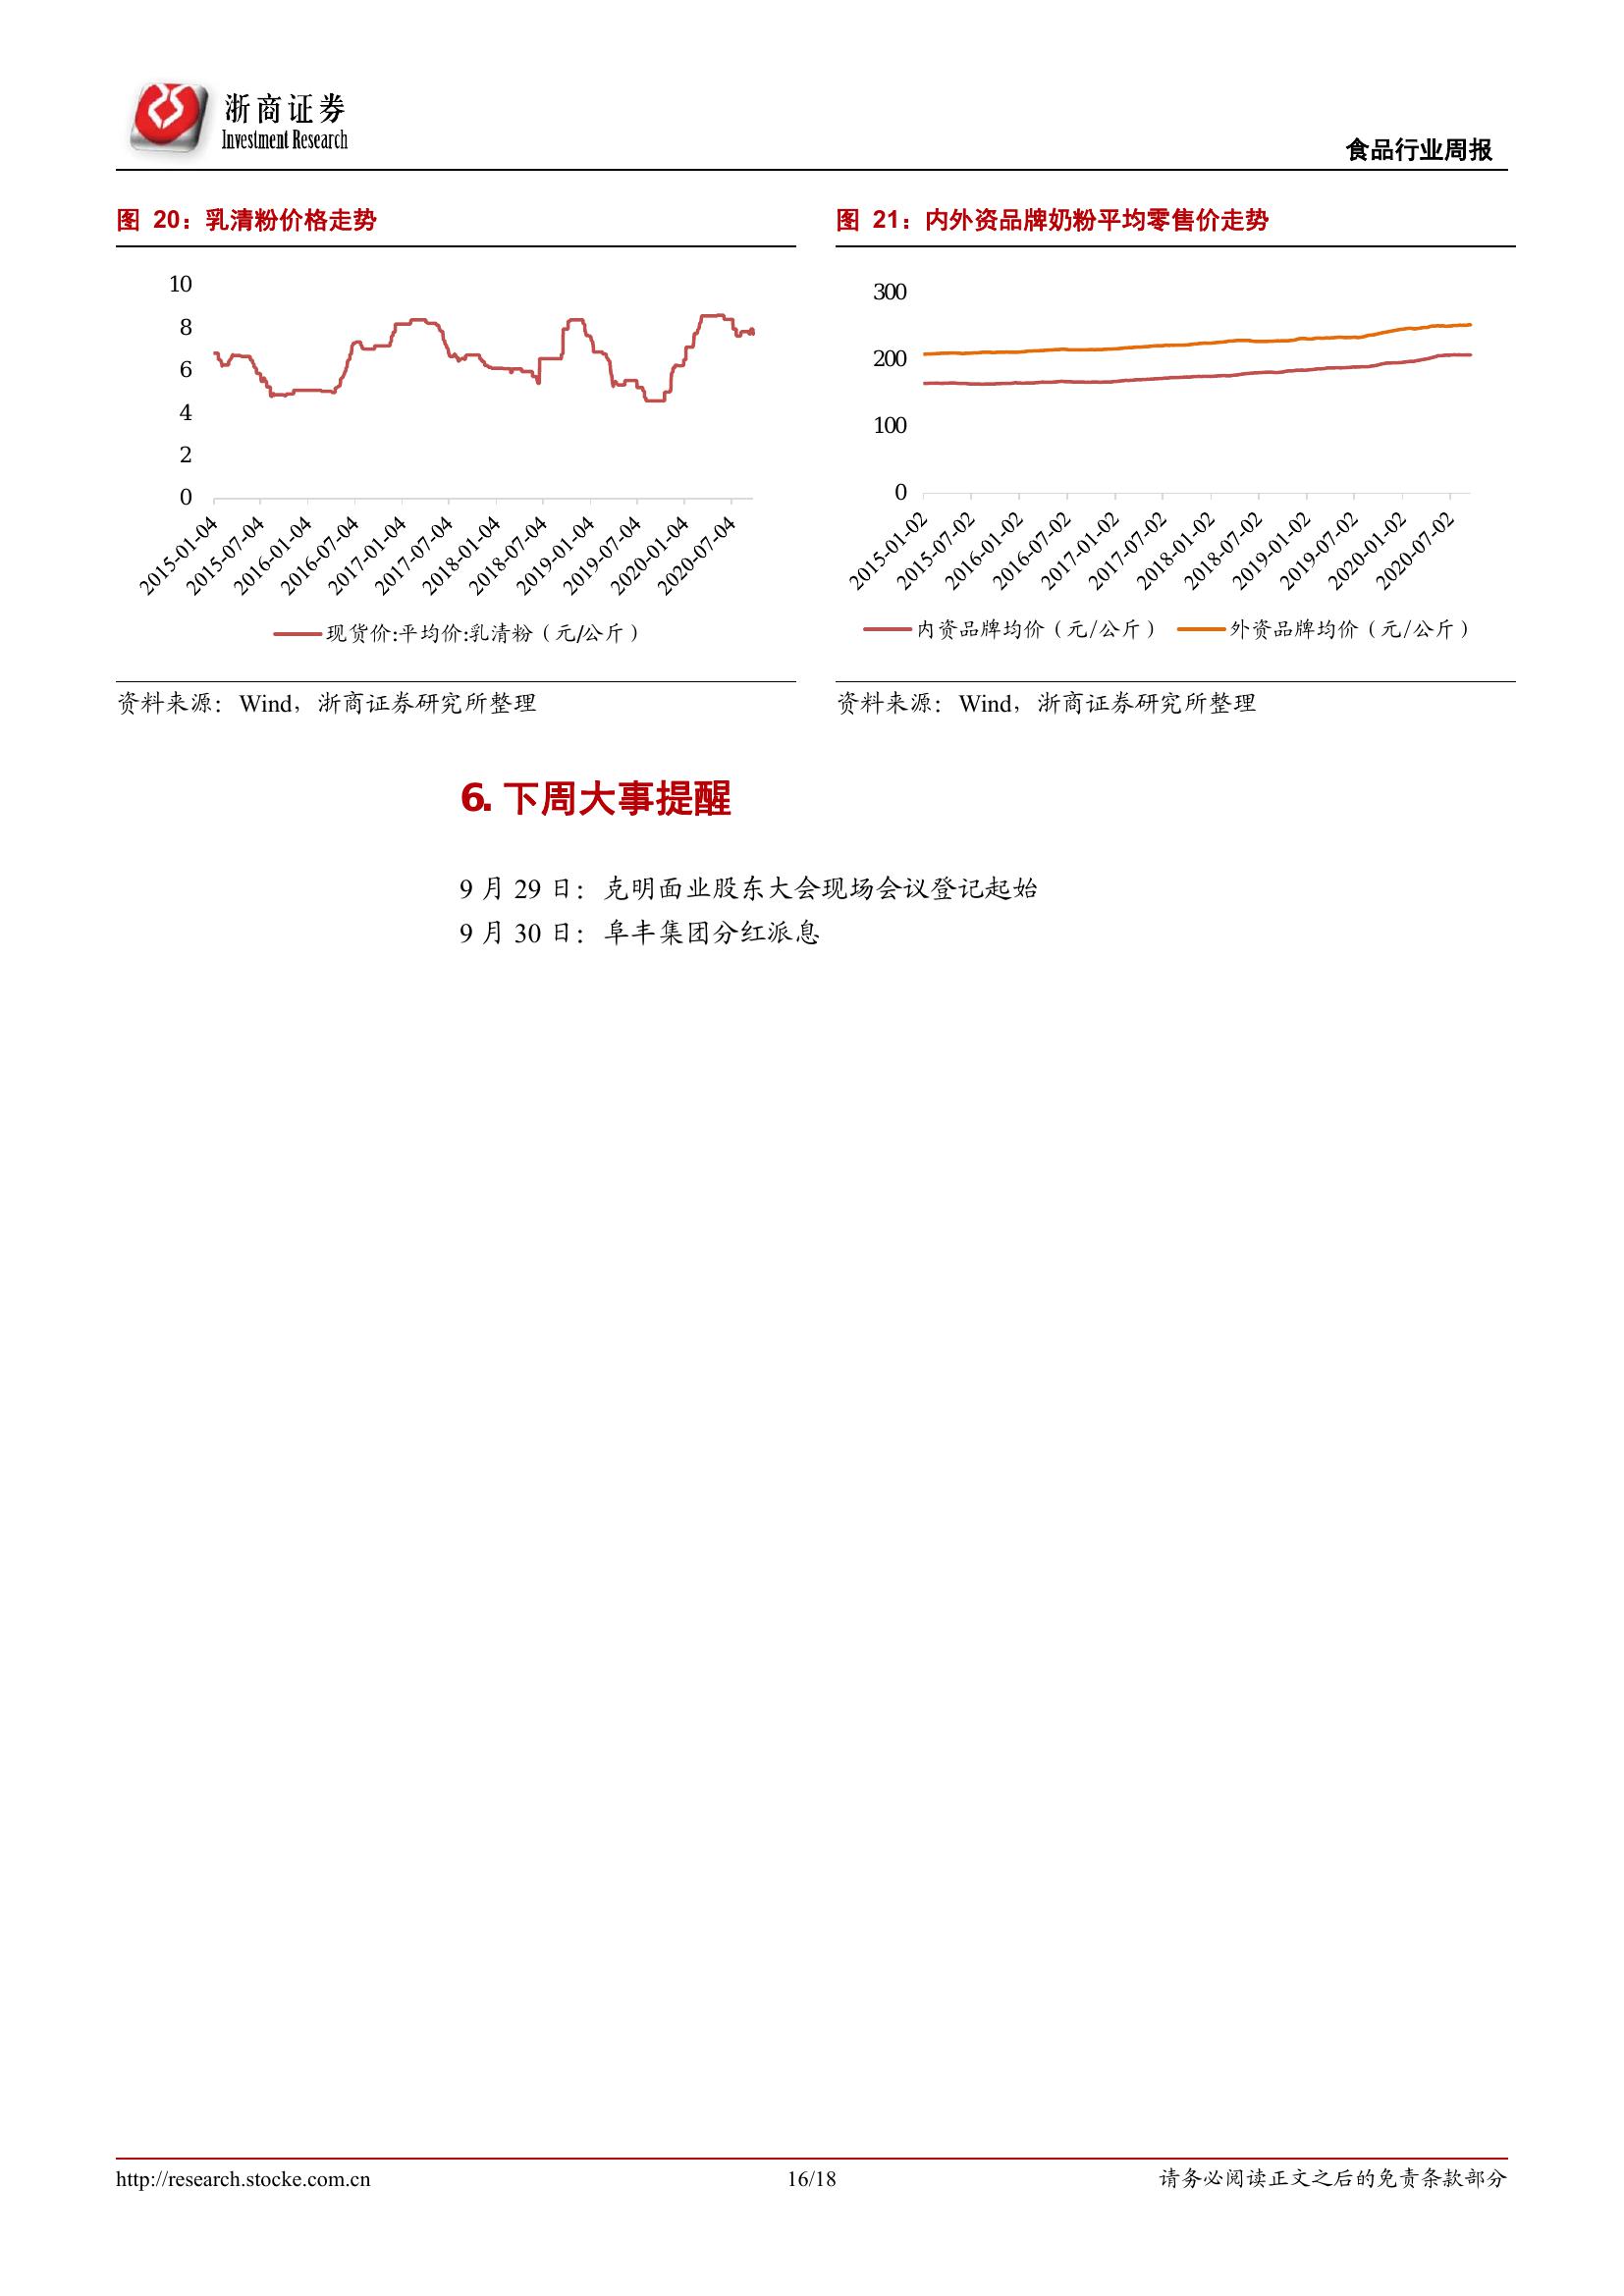 浙商证券
Investment Research
食品行业周报
图 20：乳清粉价格走势
10
8
6
4
2
0
2015-01-04
2015-07-04
2016-01-04
2016-07-04
2017-01-04
2017-07-04
2018-01-04
2018-07-04
2019-01-04
2019-07-04
2020-01-04
2020-07-04
现货价:平均价:乳清粉（元/公斤）
资料来源：Wind，浙商证券研究所整理
图 21：内外资品牌奶粉平均零售价走势
300
200
100
0
2015-01-02
2015-07-02
2016-01-02
2016-07-02
2017-01-02
2017-07-02
2018-01-02
2018-07-02
2019-01-02
2019-07-02
2020-01-02
2020-07-02
内资品牌均价（元/公斤） 外资品牌均价（元/公斤）
资料来源：Wind，浙商证券研究所整理
6. 下周大事提醒
9 月 29 日：克明面业股东大会现场会议登记起始
9 月 30 日：阜丰集团分红派息
http://research.stocke.com.cn 16/18 请务必阅读正文之后的免责条款部分